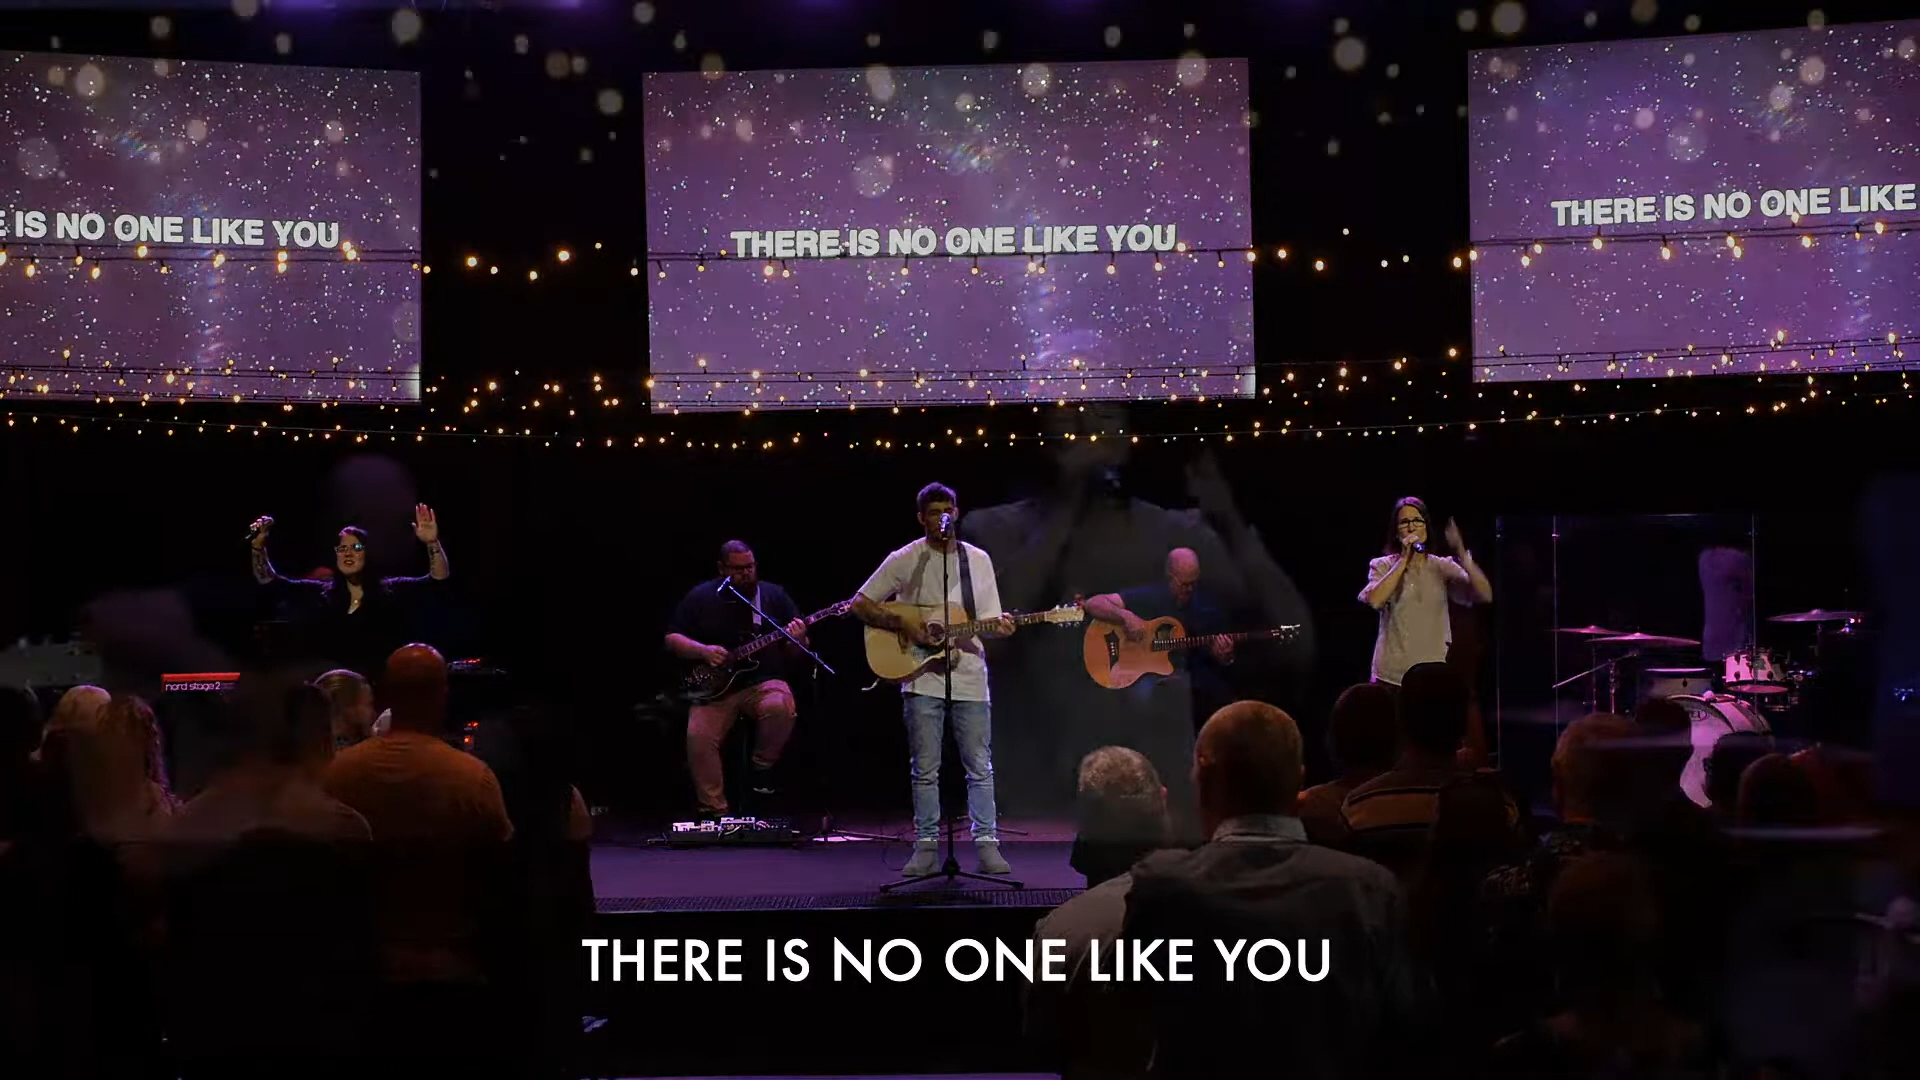 E IS NO ONE LIKE YOU
THERE IS NO ONE LIKE YOU
THERE IS NO ONE LIKE
nord stage 2
THERE IS NO ONE LIKE YOU